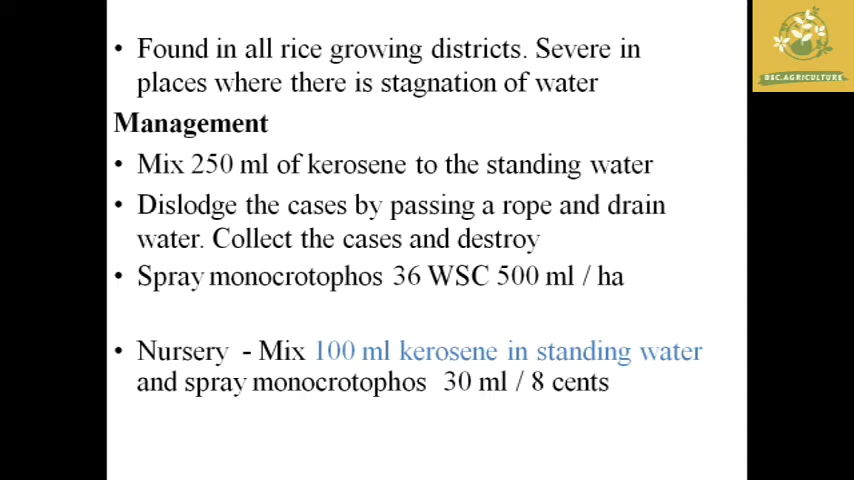 • Found in all rice growing districts. Severe in
places where there is stagnation of water
Management
• Mix 250 ml of kerosene to the standing water
• Dislodge the cases by passing a rope and drain
water. Collect the cases and destroy
• Spray monocrotophos 36 WSC 500 ml / ha
• Nursery - Mix 100 ml kerosene in standing water
and spray monocrotophos 30 ml / 8 cents
BSC.AGRICULTURE